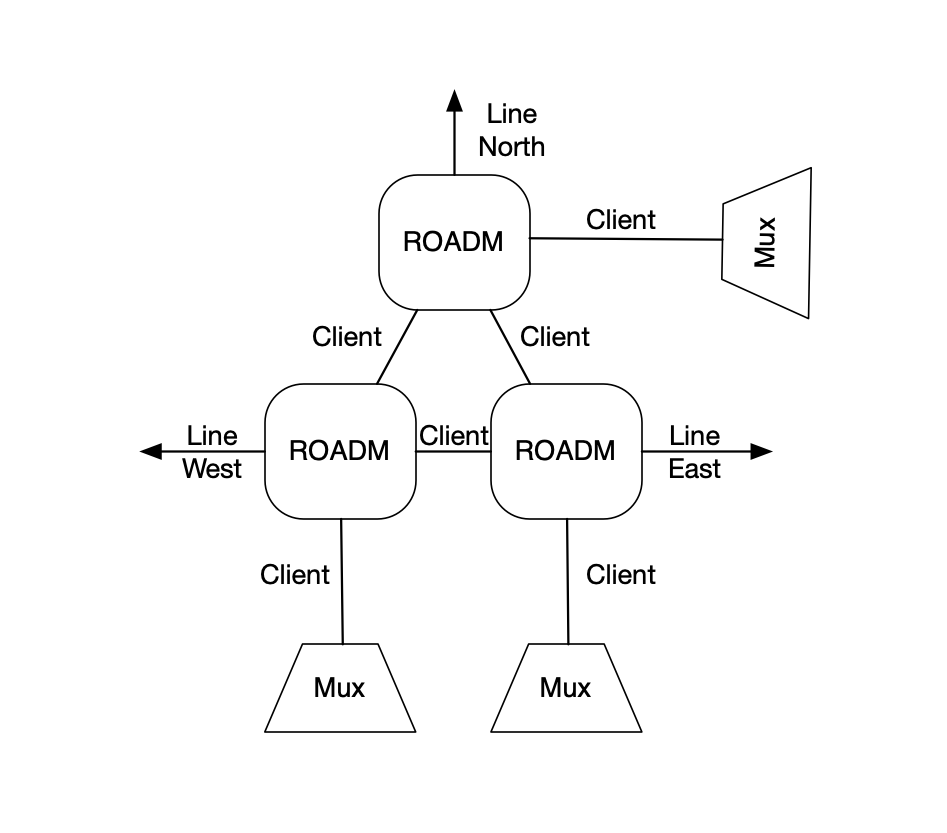 Line
North
ROADM
Client
Mux
Client
Client
Line
West
ROADM
Client
ROADM
Line
East
Client
Client
Mux
Mux